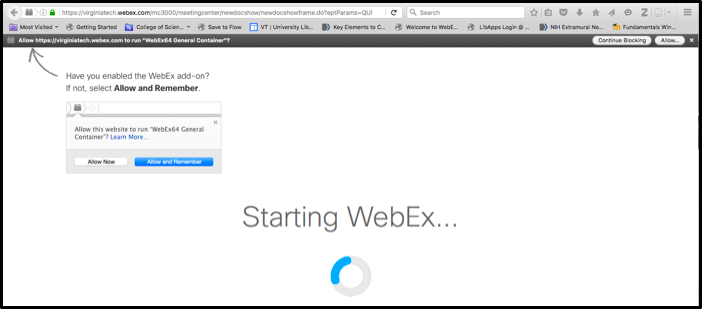 https://virginiatech.webex.com/mc3000/meetingcenter/newdocshow/newdocshowframe.do?eptParams=QUI
Search
Most Visited
Getting Started
College of Scien...
Save to Flow
VT | University Lib...
Key Elements to C...
Welcome to WebE...
LibApps Login @ ...
NIH Extramural Ne...
Fundamentals Win...
Allow https://virginiatech.webex.com to run "WebEx64 General Container"?
Continue Blocking
Allow...
Have you enabled the WebEx add-on?
If not, select Allow and Remember.
Allow this website to run "WebEx64 General
Container"? Learn More...
Allow Now
Allow and Remember
Starting WebEx...